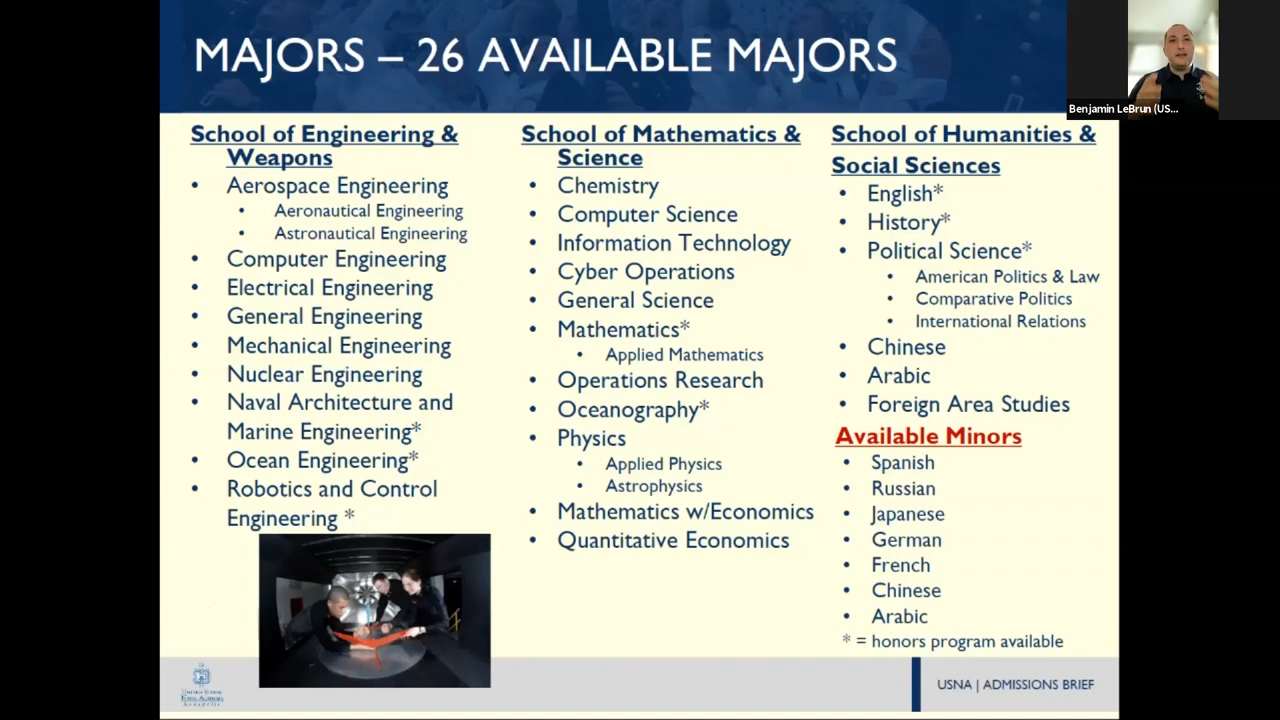 MAJORS – 26 AVAILABLE MAJORS
Benjamin LeBrun (US...
School of Engineering &
Weapons
• Aerospace Engineering
• Aeronautical Engineering
• Astronautical Engineering
• Computer Engineering
• Electrical Engineering
• General Engineering
• Mechanical Engineering
• Nuclear Engineering
• Naval Architecture and
Marine Engineering*
• Ocean Engineering*
• Robotics and Control
Engineering *
School of Mathematics &
Science
• Chemistry
• Computer Science
• Information Technology
• Cyber Operations
• General Science
• Mathematics*
• Applied Mathematics
• Operations Research
• Oceanography*
• Physics
• Applied Physics
• Astrophysics
• Mathematics w/Economics
• Quantitative Economics
School of Humanities &
Social Sciences
• English*
• History*
• Political Science*
• American Politics & Law
• Comparative Politics
• International Relations
• Chinese
• Arabic
• Foreign Area Studies
Available Minors
• Spanish
• Russian
• Japanese
• German
• French
• Chinese
• Arabic
* = honors program available
United States
Naval Academy
Annapolis
USNA | ADMISSIONS BRIEF